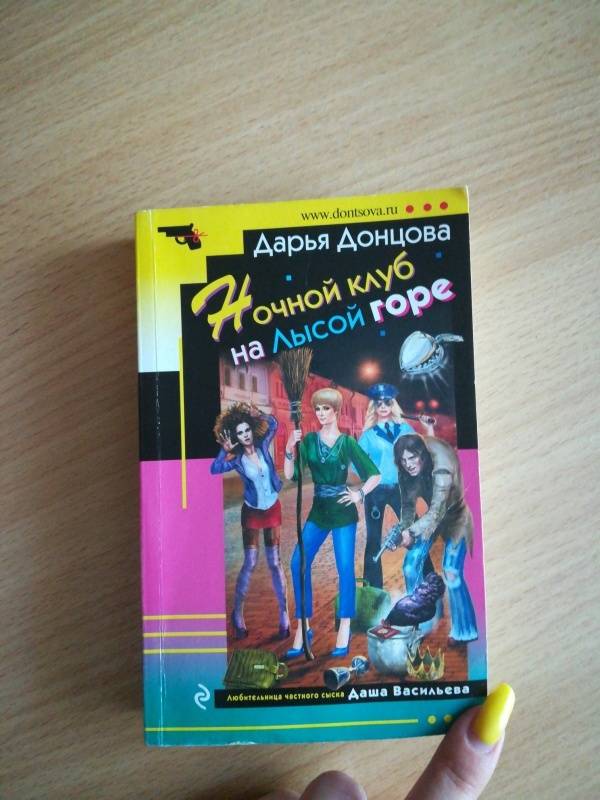 www.dontsova.ru
Дарья Донцова
Ночной клуб
на Лысой горе
Любительница частного сыска Даша Васильева